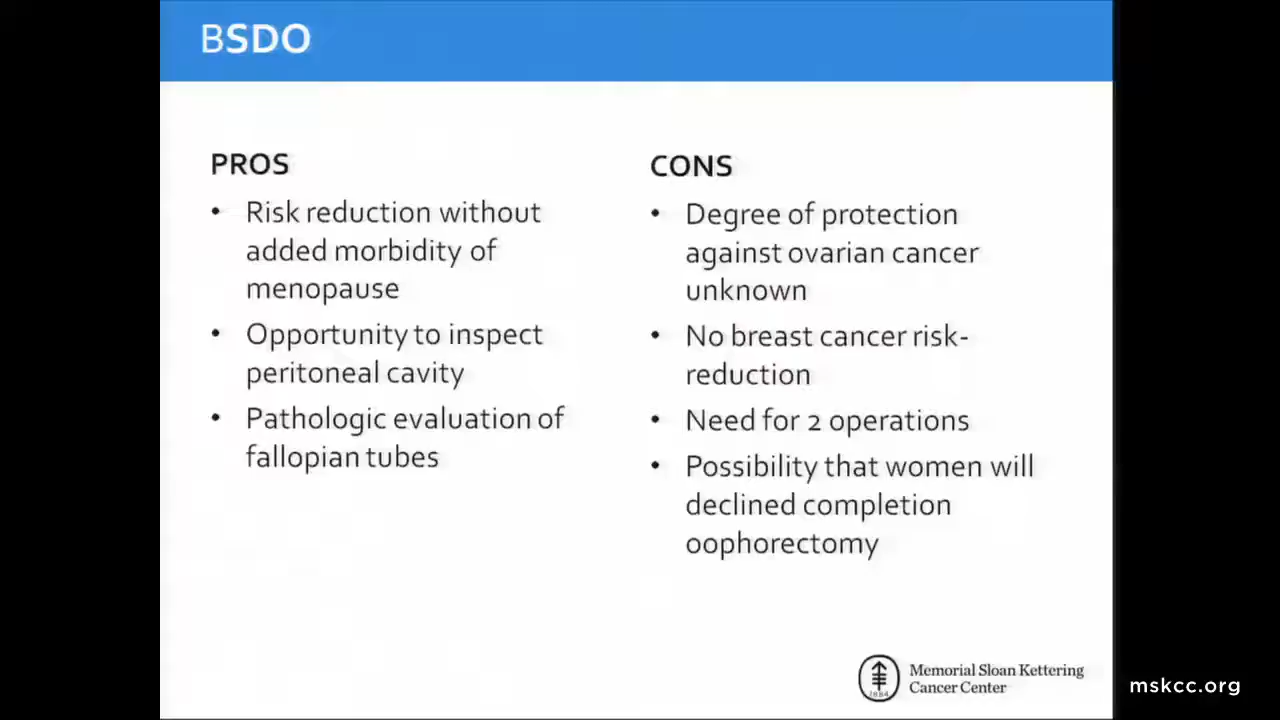 BSDO
PROS
• Risk reduction without
added morbidity of
menopause
• Opportunity to inspect
peritoneal cavity
• Pathologic evaluation of
fallopian tubes
CONS
• Degree of protection
against ovarian cancer
unknown
• No breast cancer risk-
reduction
• Need for 2 operations
• Possibility that women will
declined completion
oophorectomy
1884
Memorial Sloan Kettering
Cancer Center
mskcc.org